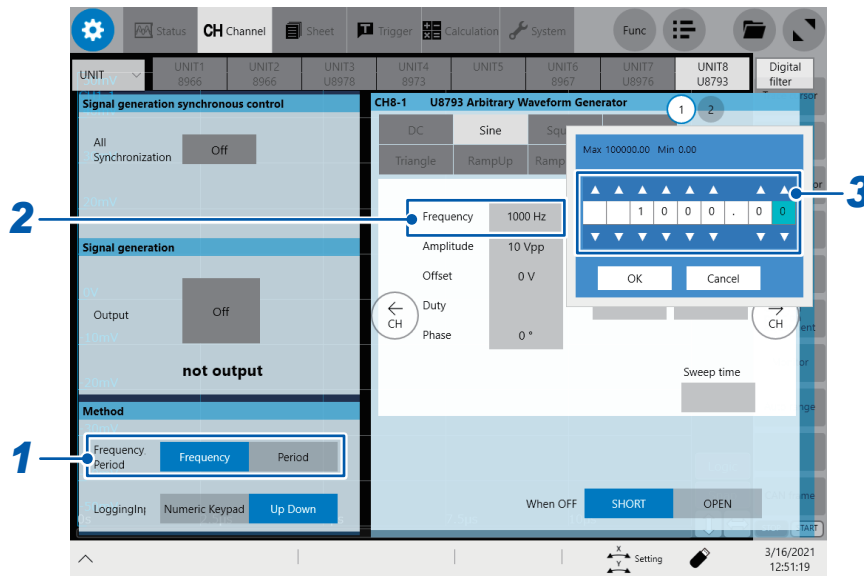 Status
CH Channel
Sheet
Trigger
Calculation
System
Func
UNIT
UNIT1
8966
UNIT2
8966
UNIT3
U8978
UNIT4
8973
UNIT5
UNIT6
8967
UNIT7
U8976
UNIT8
U8793
Digital
filter
Signal generation synchronous control
All
Synchronization
Off
Signal generation
Output
Off
not output
Method
Frequency
Period
Frequency
Period
Numeric Keypad
Up Down
CH8-1 U8793 Arbitrary Waveform Generator
1
2
DC
Sine
Triangle
RampUp
Ramp
Frequency
1000 Hz
Amplitude
10 Vpp
Offset
0 V
Duty
Phase
0 °
←
CH
→
CH
Sweep time
When OFF
SHORT
OPEN
Max 100000.00 Min 0.00
1 0 0 0 . 0 0
OK
Cancel
1
2
3
X
Y
Setting
START
3/16/2021
12:51:19